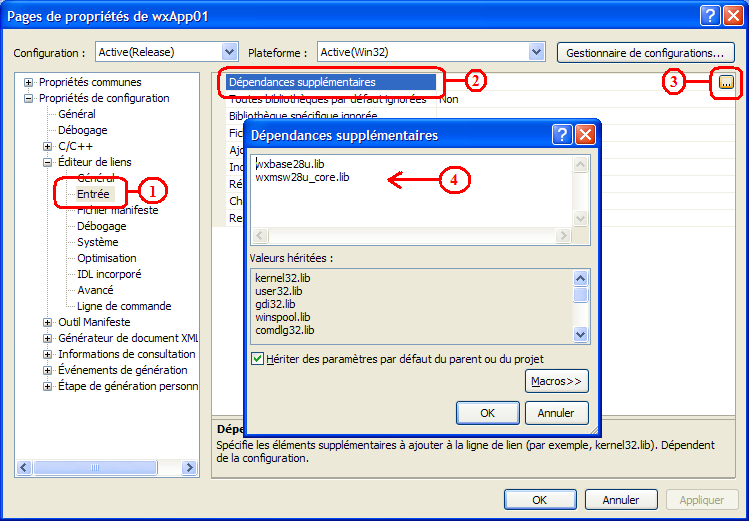 Pages de propriétés de wxApp01
Configuration : Active(Release) Plateforme : Active(Win32) Gestionnaire de configurations...
Propriétés communes
Propriétés de configuration
Général
Débogage
C/C++
Éditeur de liens
Général
Entrée
1
Fichier manifeste
Débogage
Système
Optimisation
IDL incorporé
Avancé
Ligne de commande
Outil Manifeste
Générateur de document XML
Informations de consultation
Événements de génération
Étape de génération personn
Dépendances supplémentaires
2
3
...
Toutes bibliothèques par défaut ignorées Non
Bibliothèque spécifique ignorée
Fic
Ajo
Inc
Ré
Ch
Re
Dépendances supplémentaires
wxbase28u.lib
wxmsw28u_core.lib
4
Valeurs héritées :
kernel32.lib
user32.lib
gdi32.lib
winspool.lib
comdlg32.lib
Hériter des paramètres par défaut du parent ou du projet
Macros>>
OK Annuler
Dép
Spécifie les éléments supplémentaires à ajouter à la ligne de lien (par exemple, kernel32.lib). Dépendent
de la configuration.
OK Annuler Appliquer